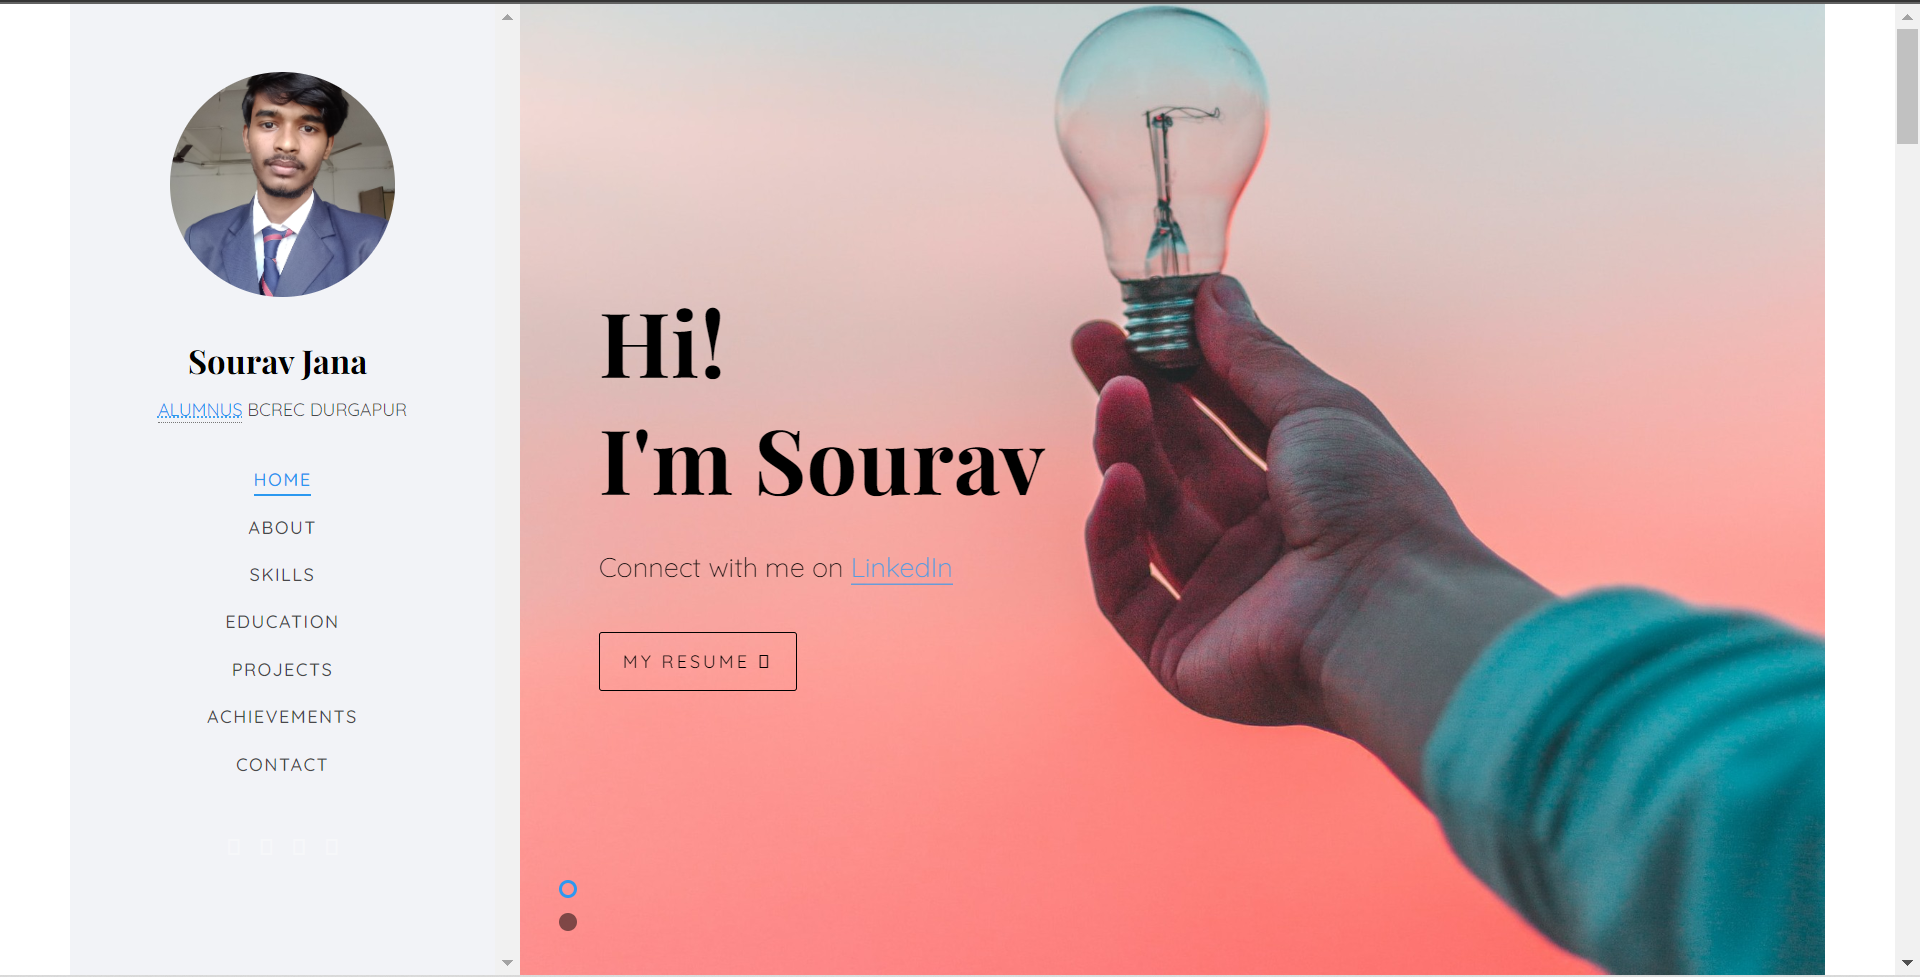 Sourav Jana
ALUMNUS BCREC DURGAPUR
HOME
ABOUT
SKILLS
EDUCATION
PROJECTS
ACHIEVEMENTS
CONTACT
Hi!
I'm Sourav
Connect with me on LinkedIn
MY RESUME